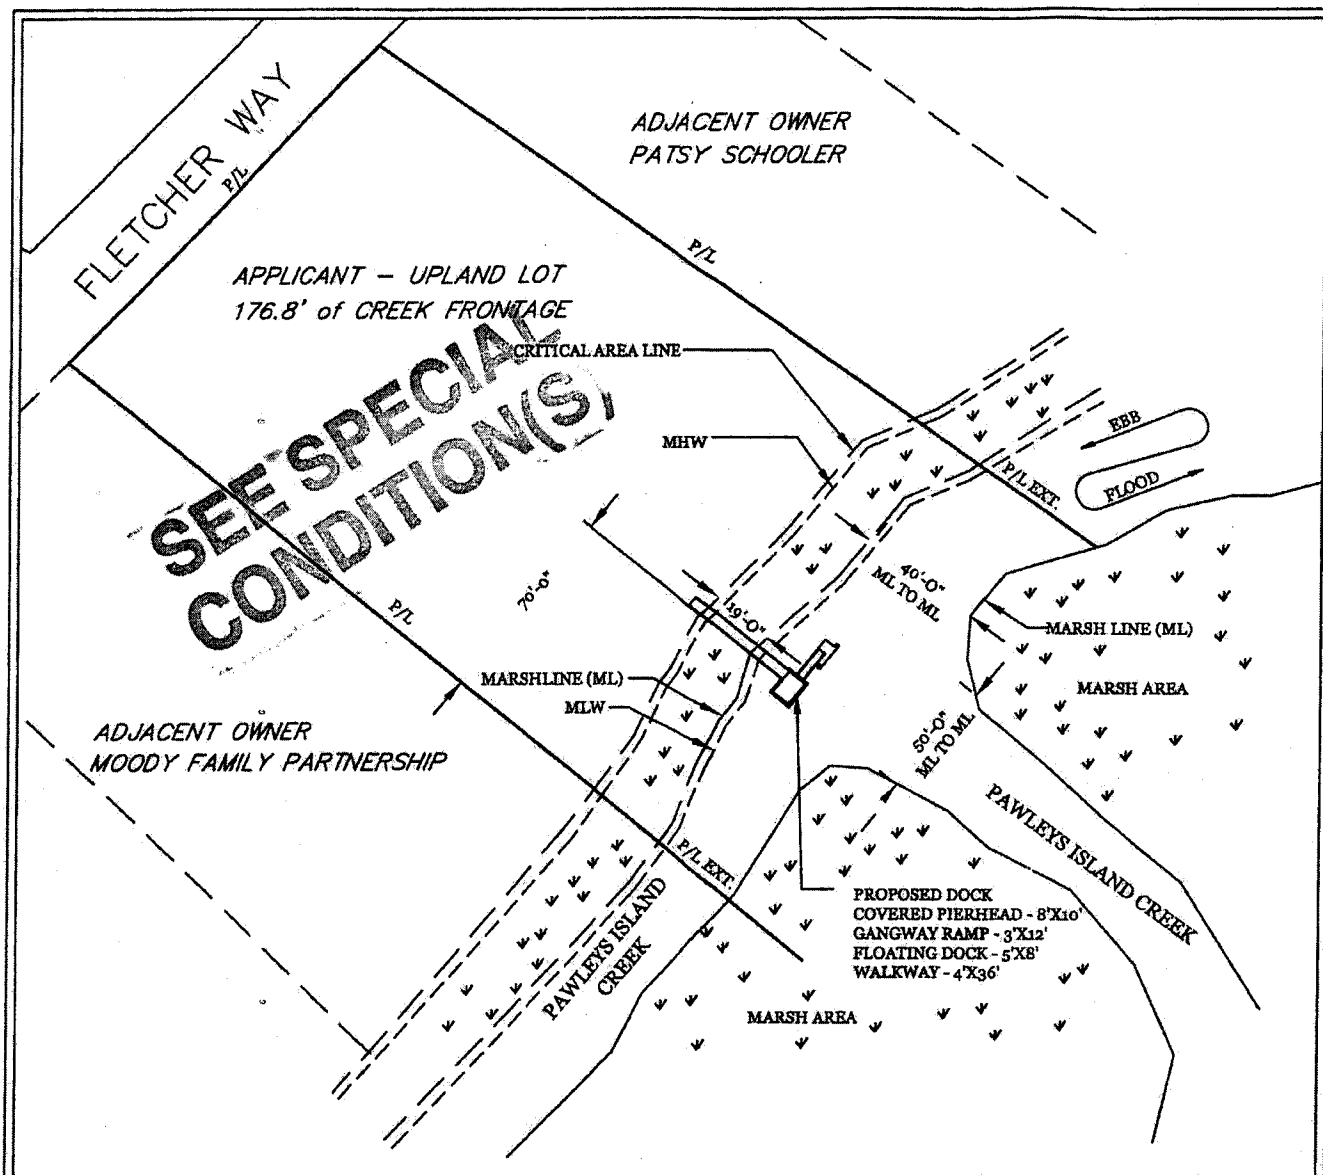 FLETCHER WAY
P/L
ADJACENT OWNER
PATSY SCHOOLER
P/L
APPLICANT – UPLAND LOT
176.8' of CREEK FRONTAGE
SEE SPECIAL
CONDITION(S)
CRITICAL AREA LINE
MHW
EBB
FLOOD
P/L EXT.
40'-0"
ML TO ML
70'-0"
19'-0"
P/L
MARSH LINE (ML)
MARSH AREA
MARSHLINE (ML)
MLW
50'-0"
ML TO ML
ADJACENT OWNER
MOODY FAMILY PARTNERSHIP
PAWLEYS ISLAND CREEK
P/L EXT.
PAWLEYS ISLAND
CREEK
PROPOSED DOCK
COVERED PIERHEAD - 8'X10'
GANGWAY RAMP - 3'X12'
FLOATING DOCK - 5'X8'
WALKWAY - 4'X36'
MARSH AREA